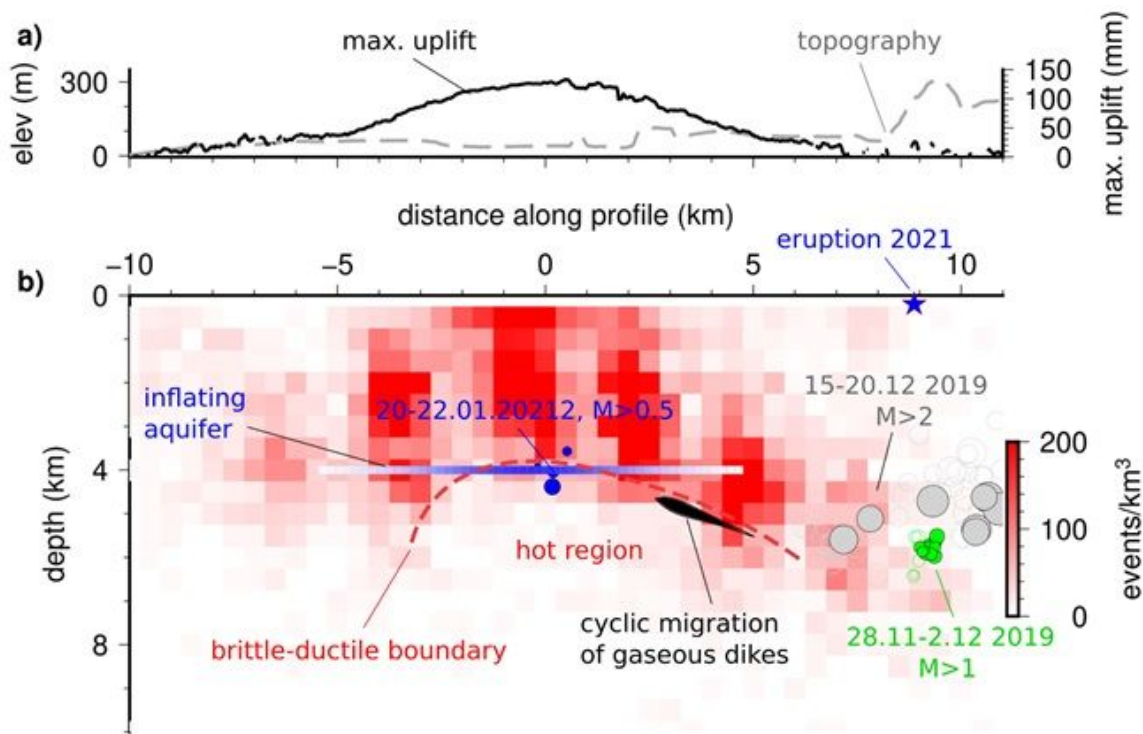 a)
max. uplift
topography
elev (m)
300
0
150
100
50
0
max. uplift (mm)
distance along profile (km)
eruption 2021
−10
−5
0
5
10
b)
0
4
8
depth (km)
inflating
aquifer
20-22.01.20212, M>0.5
15-20.12 2019
M>2
200
100
0
events/km³
hot region
brittle-ductile boundary
cyclic migration
of gaseous dikes
28.11-2.12 2019
M>1